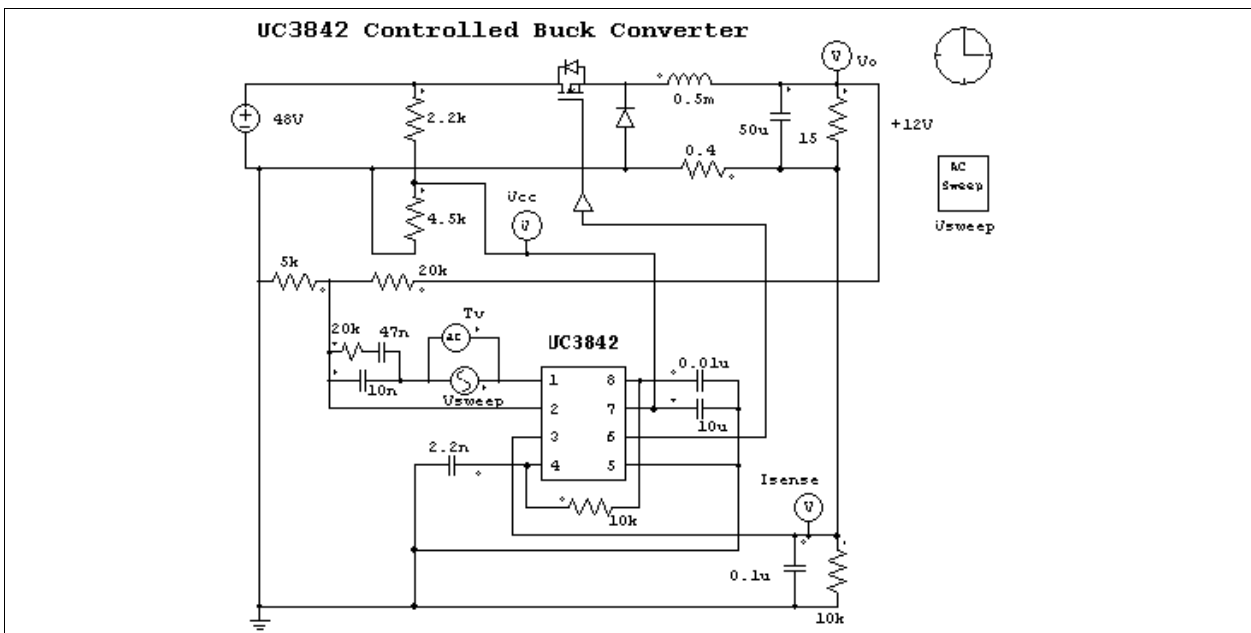 UC3842 Controlled Buck Converter
V Vo
48V
2.2k
0.5m
50u
15
+12V
0.4
AC
Sweep
Vsweep
Vcc
V
4.5k
5k
20k
20k
47n
Tv
ac
UC3842
0.01u
10n
Vsweep
1 8
2 7
3 6
4 5
10u
2.2n
10k
Isense
V
0.1u
10k